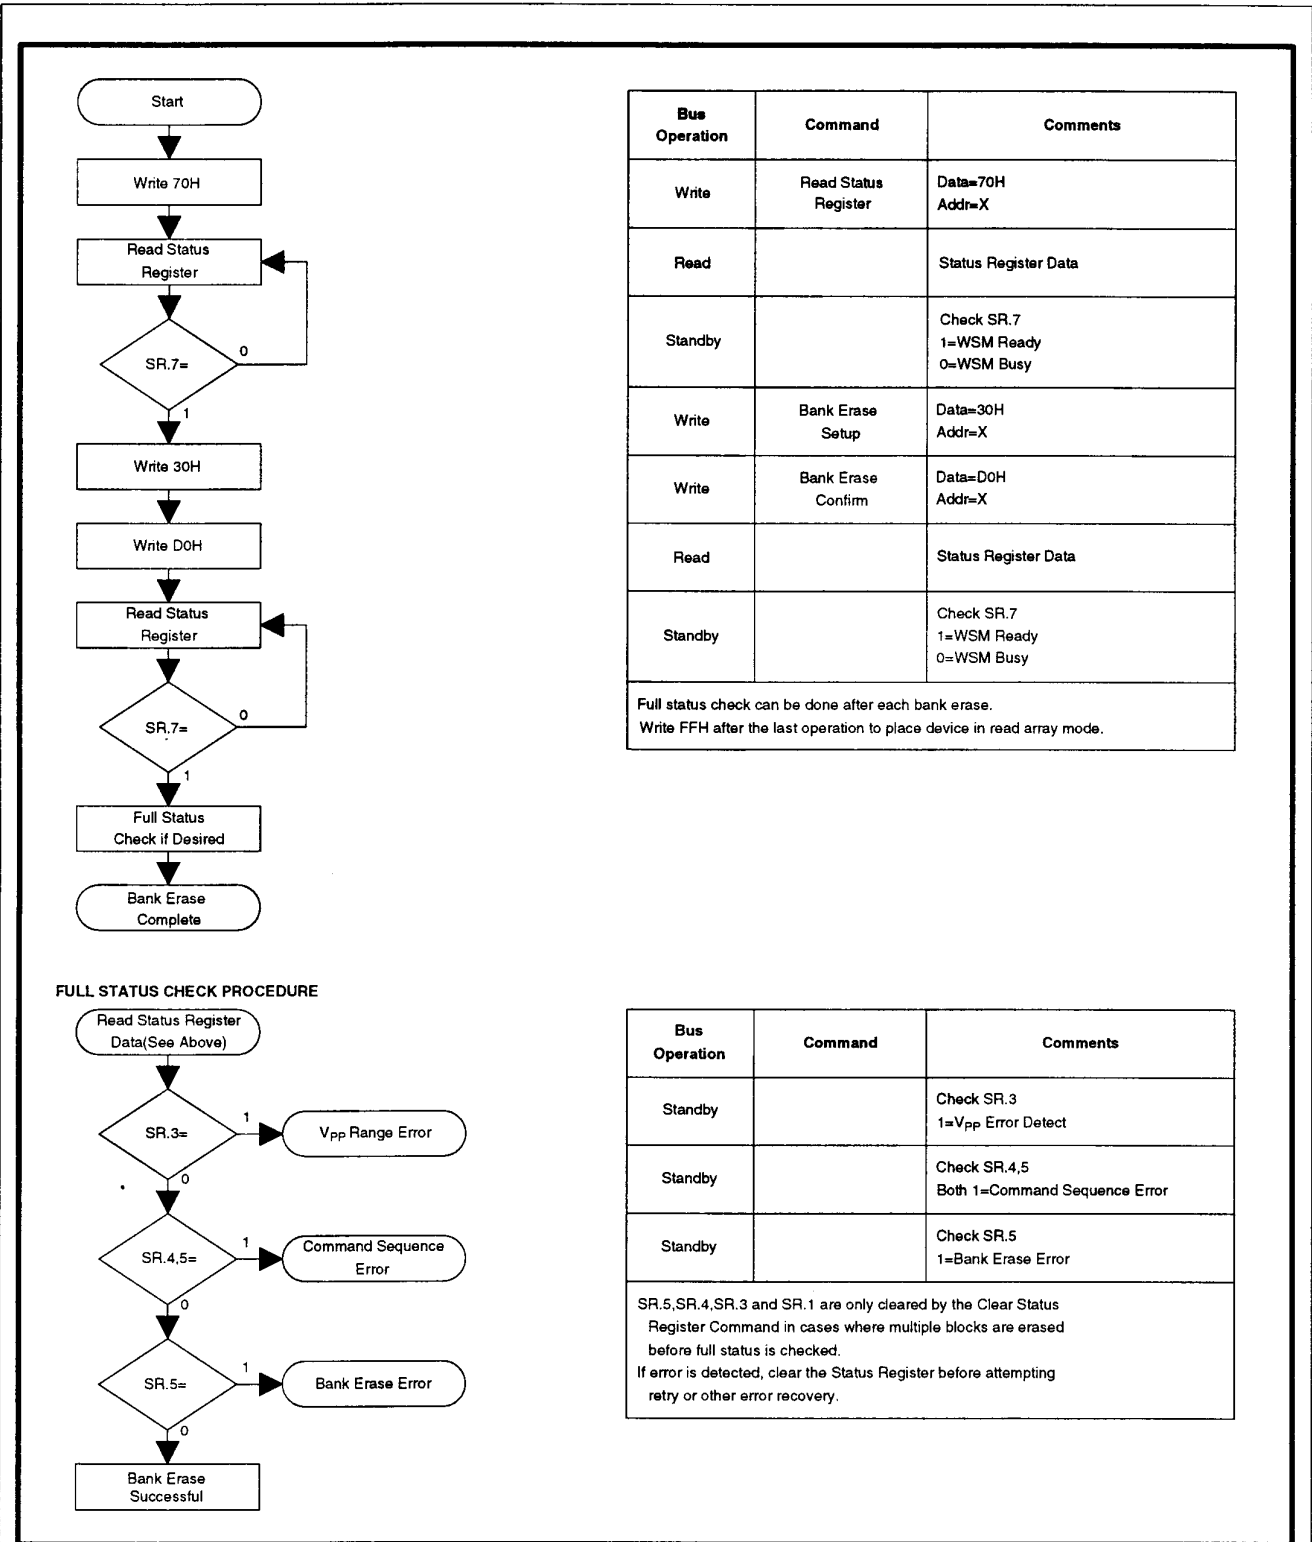 Start
Write 70H
Read Status
Register
SR.7=
0
1
Write 30H
Write D0H
Read Status
Register
SR.7=
0
1
Full Status
Check if Desired
Bank Erase
Complete
Bus
Operation
Command
Comments
Write
Read Status
Register
Data=70H
Addr=X
Read
Status Register Data
Standby
Check SR.7
1=WSM Ready
0=WSM Busy
Write
Bank Erase
Setup
Data=30H
Addr=X
Write
Bank Erase
Confirm
Data=D0H
Addr=X
Read
Status Register Data
Standby
Check SR.7
1=WSM Ready
0=WSM Busy
Full status check can be done after each bank erase.
Write FFH after the last operation to place device in read array mode.
FULL STATUS CHECK PROCEDURE
Read Status Register
Data(See Above)
SR.3=
1
VPP Range Error
0
SR.4,5=
1
Command Sequence
Error
0
SR.5=
1
Bank Erase Error
0
Bank Erase
Successful
Bus
Operation
Command
Comments
Standby
Check SR.3
1=VPP Error Detect
Standby
Check SR.4,5
Both 1=Command Sequence Error
Standby
Check SR.5
1=Bank Erase Error
SR.5,SR.4,SR.3 and SR.1 are only cleared by the Clear Status
Register Command in cases where multiple blocks are erased
before full status is checked.
If error is detected, clear the Status Register before attempting
retry or other error recovery.